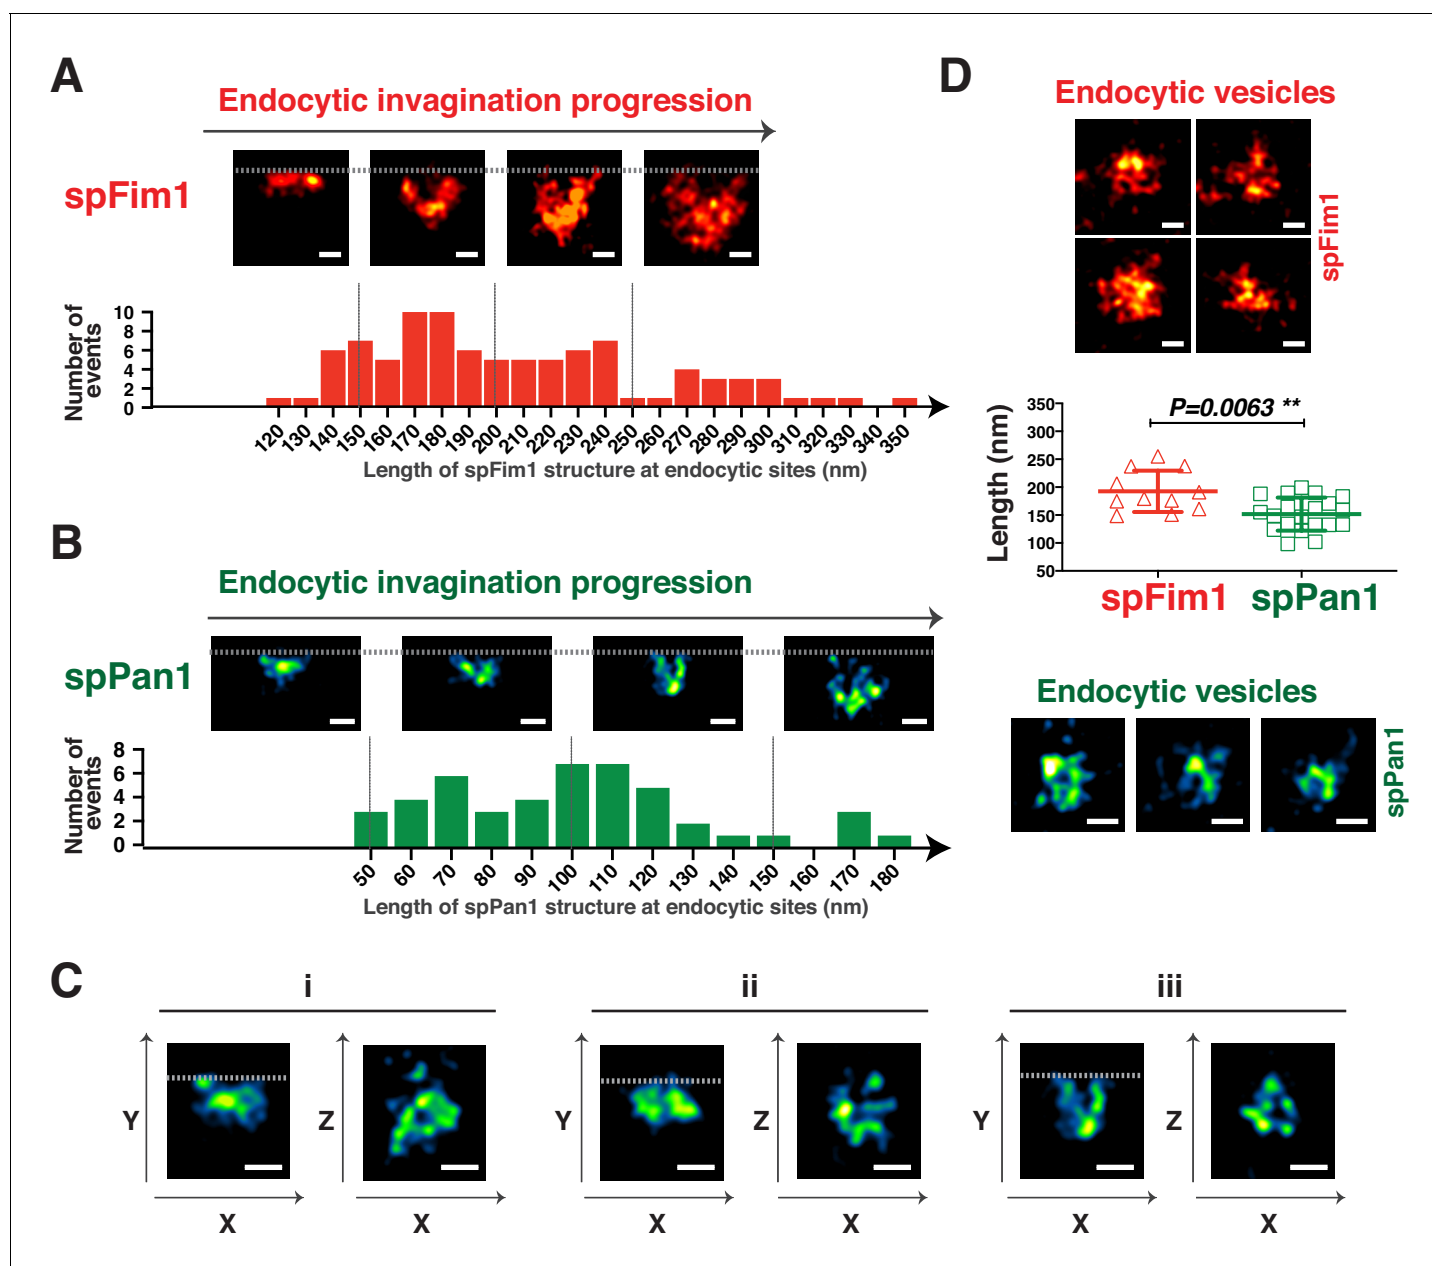 A
Endocytic invagination progression
spFim1
Number of
events
10
8
6
4
2
0
120 130 140 150 160 170 180 190 200 210 220 230 240 250 260 270 280 290 300 310 320 330 340 350
Length of spFim1 structure at endocytic sites (nm)
B
Endocytic invagination progression
spPan1
Number of
events
8
6
4
2
0
50 60 70 80 90 100 110 120 130 140 150 160 170 180
Length of spPan1 structure at endocytic sites (nm)
C
i ii iii
Y Z Y Z Y Z
X X X X X X
D
Endocytic vesicles
spFim1
Length (nm)
350
300
250
200
150
100
50
P=0.0063 **
spFim1 spPan1
Endocytic vesicles
spPan1